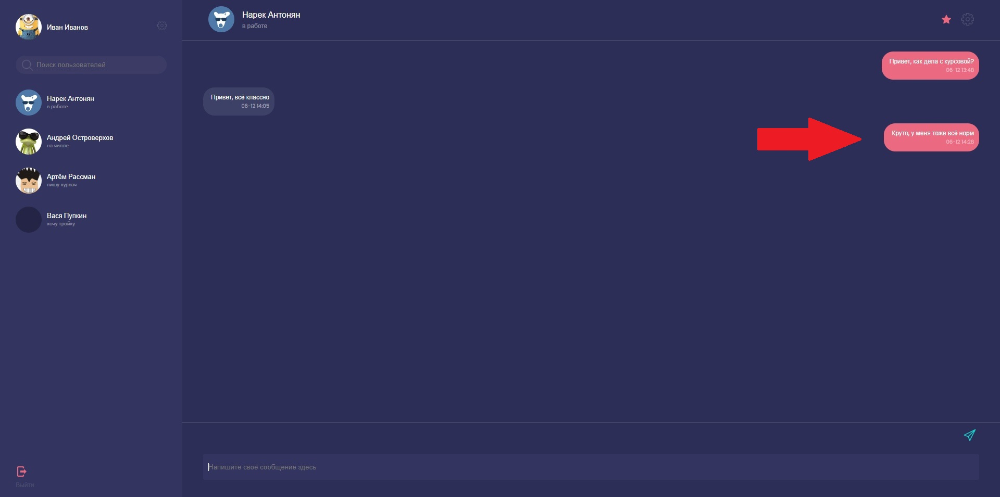 Иван Иванов
Поиск пользователей
Нарек Антонян
в работе
Андрей Островерхов
на чилле
Артём Рассман
пишу курсач
Вася Пупкин
хочу тройку
Выйти
Нарек Антонян
в работе
Привет, как дела с курсовой?
06-12 13:48
Привет, всё классно
06-12 14:05
Круто, у меня тоже всё норм
06-12 14:28
Напишите своё сообщение здесь